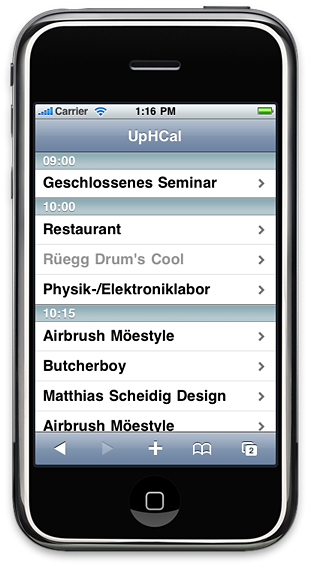 Carrier 1:16 PM
UpHCal
09:00
Geschlossenes Seminar
10:00
Restaurant
Rüegg Drum's Cool
Physik-/Elektroniklabor
10:15
Airbrush Möestyle
Butcherboy
Matthias Scheidig Design
Airbrush Möestyle
2